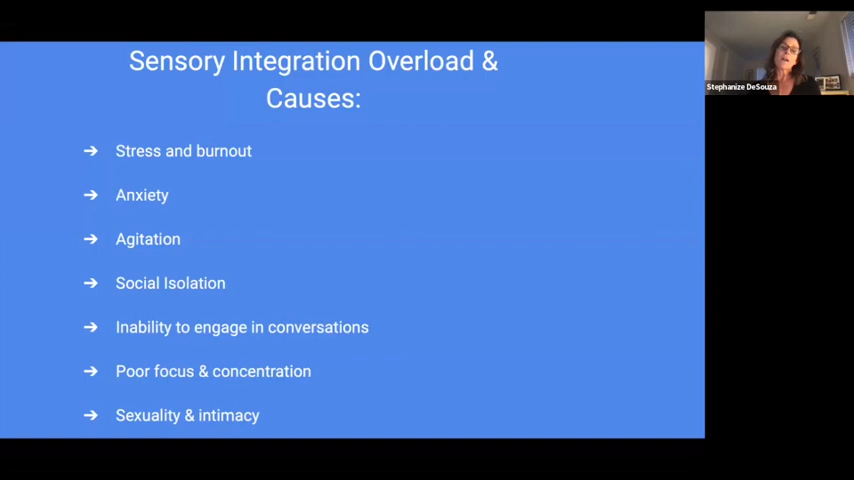 Sensory Integration Overload &
Causes:
➔ Stress and burnout
➔ Anxiety
➔ Agitation
➔ Social Isolation
➔ Inability to engage in conversations
➔ Poor focus & concentration
➔ Sexuality & intimacy
Stephanize DeSouza